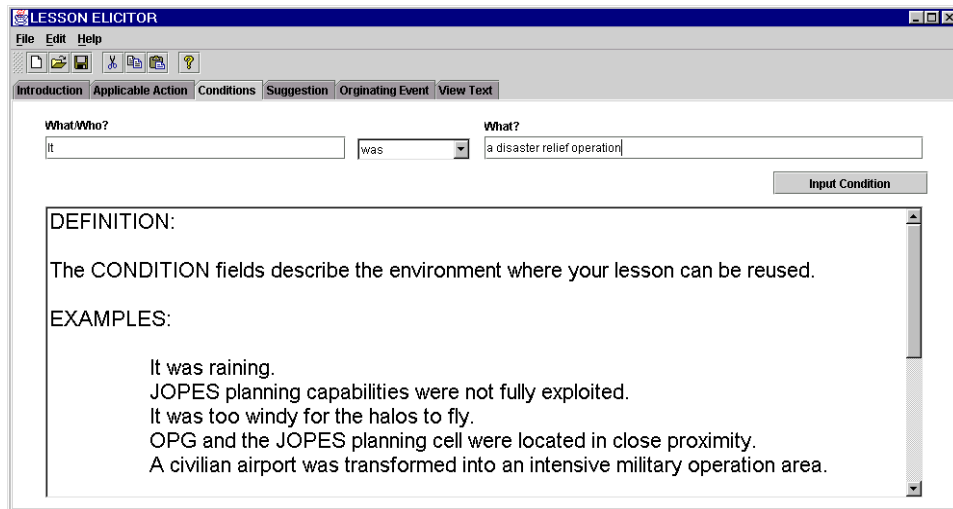 LESSON ELICITOR
File Edit Help
Introduction Applicable Action Conditions Suggestion Orginating Event View Text
What/Who? What?
It was a disaster relief operation
Input Condition
DEFINITION:
The CONDITION fields describe the environment where your lesson can be reused.
EXAMPLES:
It was raining.
JOPES planning capabilities were not fully exploited.
It was too windy for the halos to fly.
OPG and the JOPES planning cell were located in close proximity.
A civilian airport was transformed into an intensive military operation area.